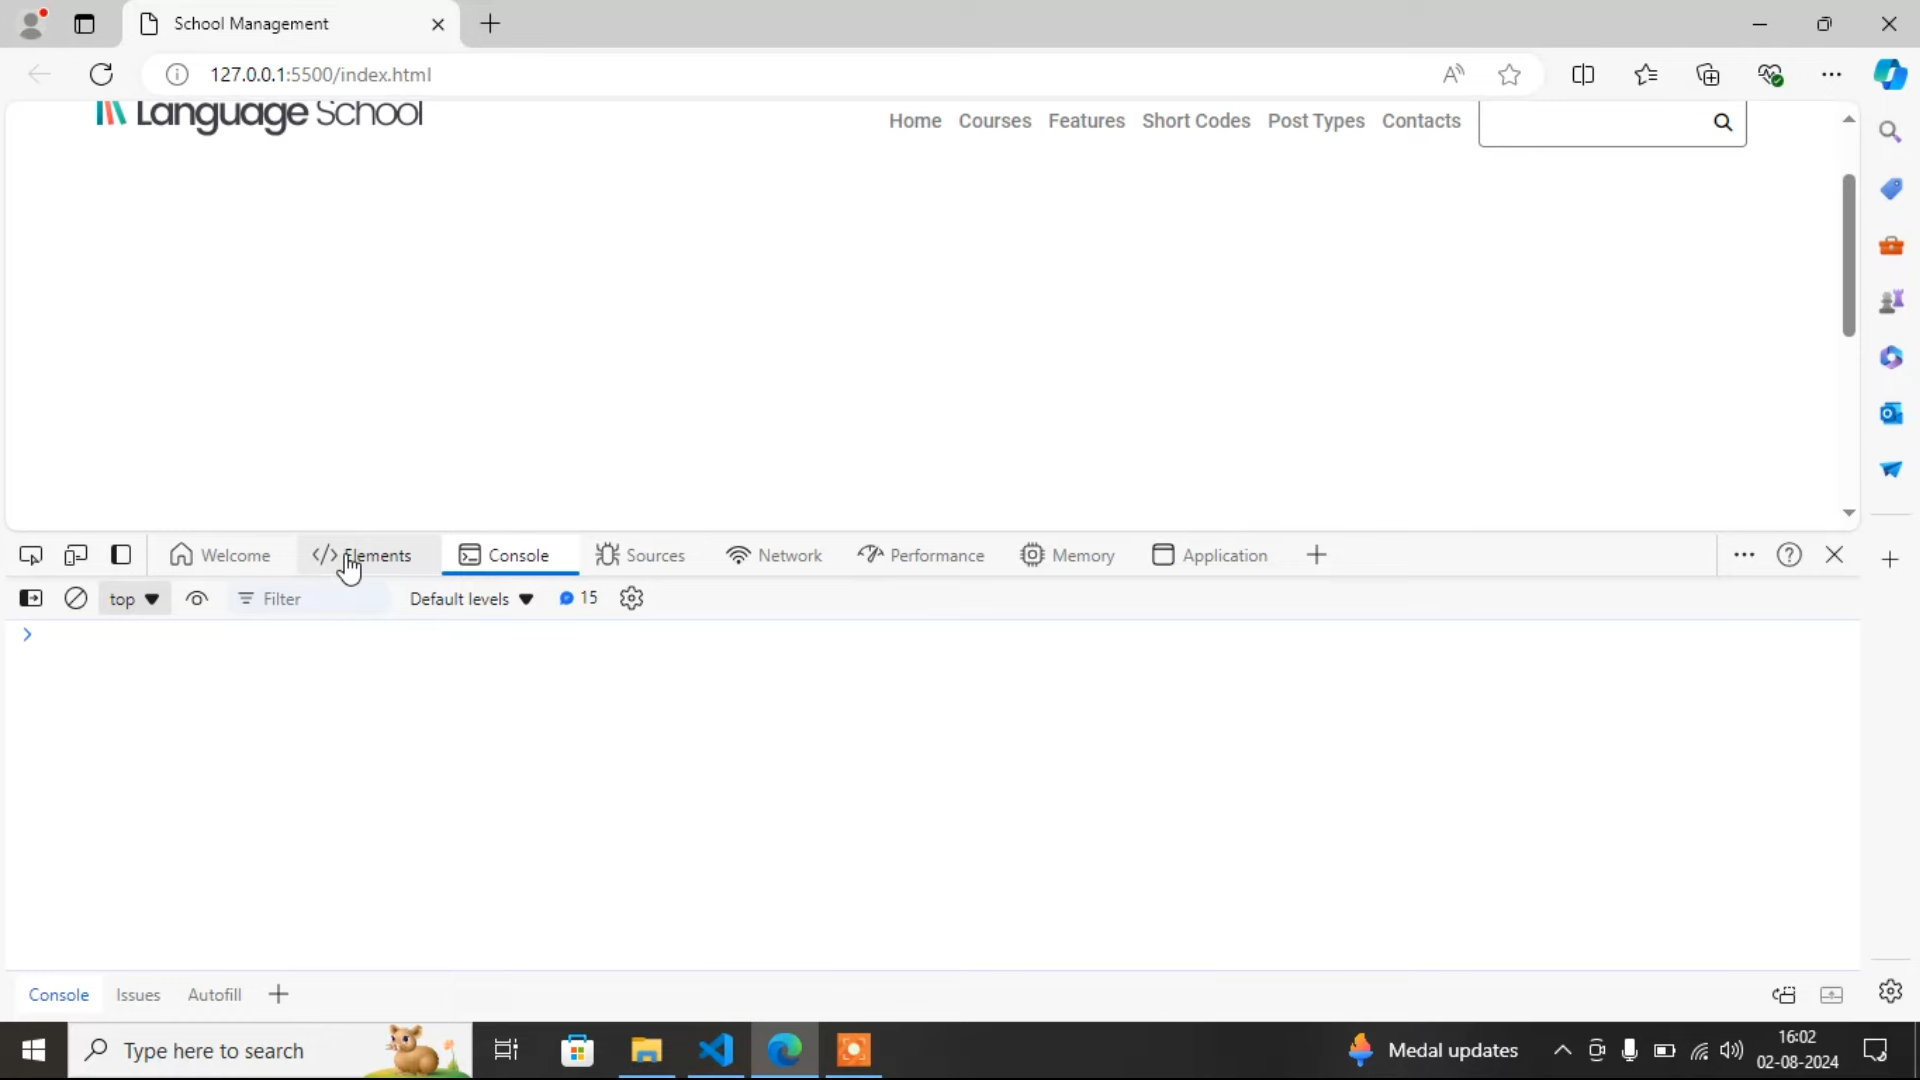 School Management
127.0.0.1:5500/index.html
Language School
Home Courses Features Short Codes Post Types Contacts
Welcome Elements Console Sources Network Performance Memory Application
top Filter Default levels 15
Console Issues Autofill
Type here to search
Medal updates
16:02
02-08-2024